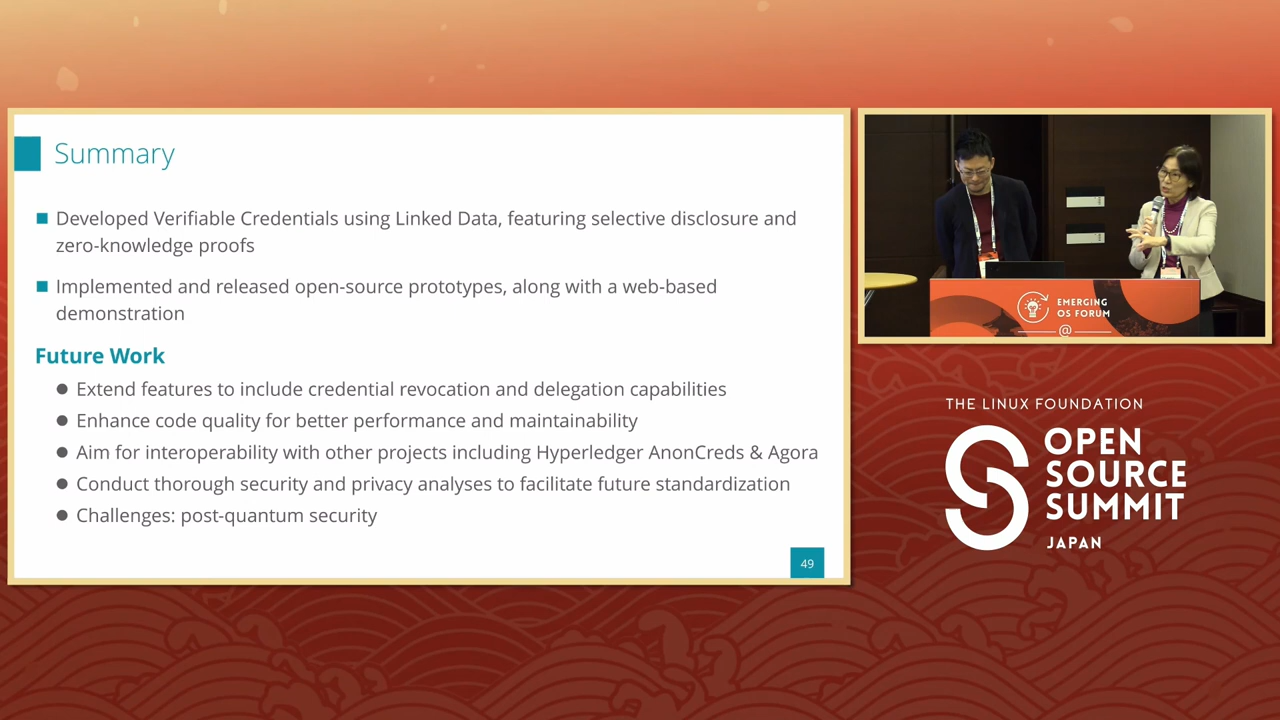 Summary
Developed Verifiable Credentials using Linked Data, featuring selective disclosure and
zero-knowledge proofs
Implemented and released open-source prototypes, along with a web-based
demonstration
Future Work
Extend features to include credential revocation and delegation capabilities
Enhance code quality for better performance and maintainability
Aim for interoperability with other projects including Hyperledger AnonCreds & Agora
Conduct thorough security and privacy analyses to facilitate future standardization
Challenges: post-quantum security
49
EMERGING
OS FORUM
@
THE LINUX FOUNDATION
OPEN
SOURCE
SUMMIT
JAPAN